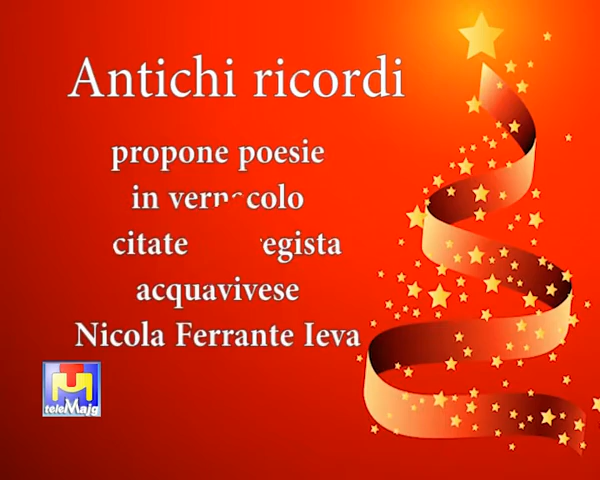 Antichi ricordi
propone poesie
in
citate
acquavivese
Nicola Ferrante Ieva
teleMajg